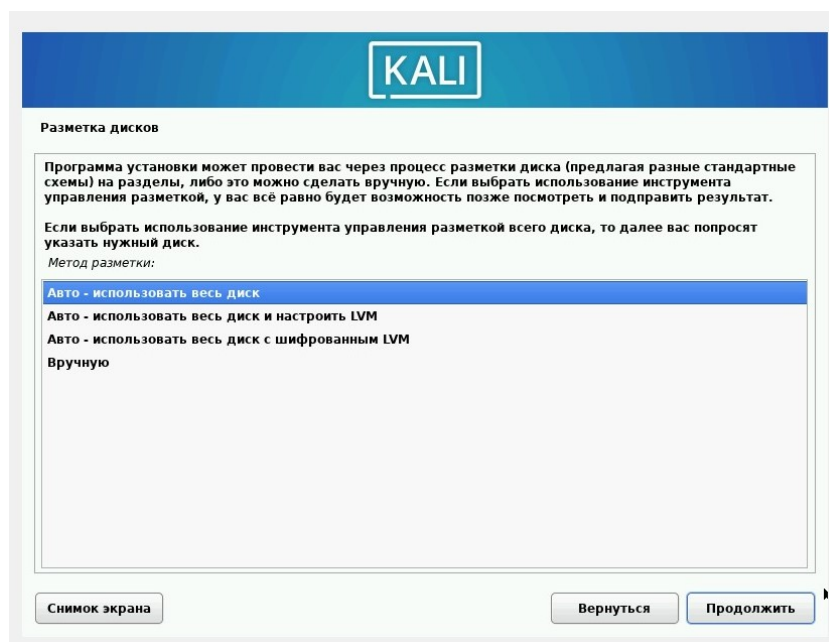 KALI
Разметка дисков
Программа установки может провести вас через процесс разметки диска (предлагая разные стандартные
схемы) на разделы, либо это можно сделать вручную. Если выбрать использование инструмента
управления разметкой, у вас всё равно будет возможность позже посмотреть и подправить результат.
Если выбрать использование инструмента управления разметкой всего диска, то далее вас попросят
указать нужный диск.
Метод разметки:
Авто - использовать весь диск
Авто - использовать весь диск и настроить LVM
Авто - использовать весь диск с шифрованным LVM
Вручную
Снимок экрана
Вернуться
Продолжить